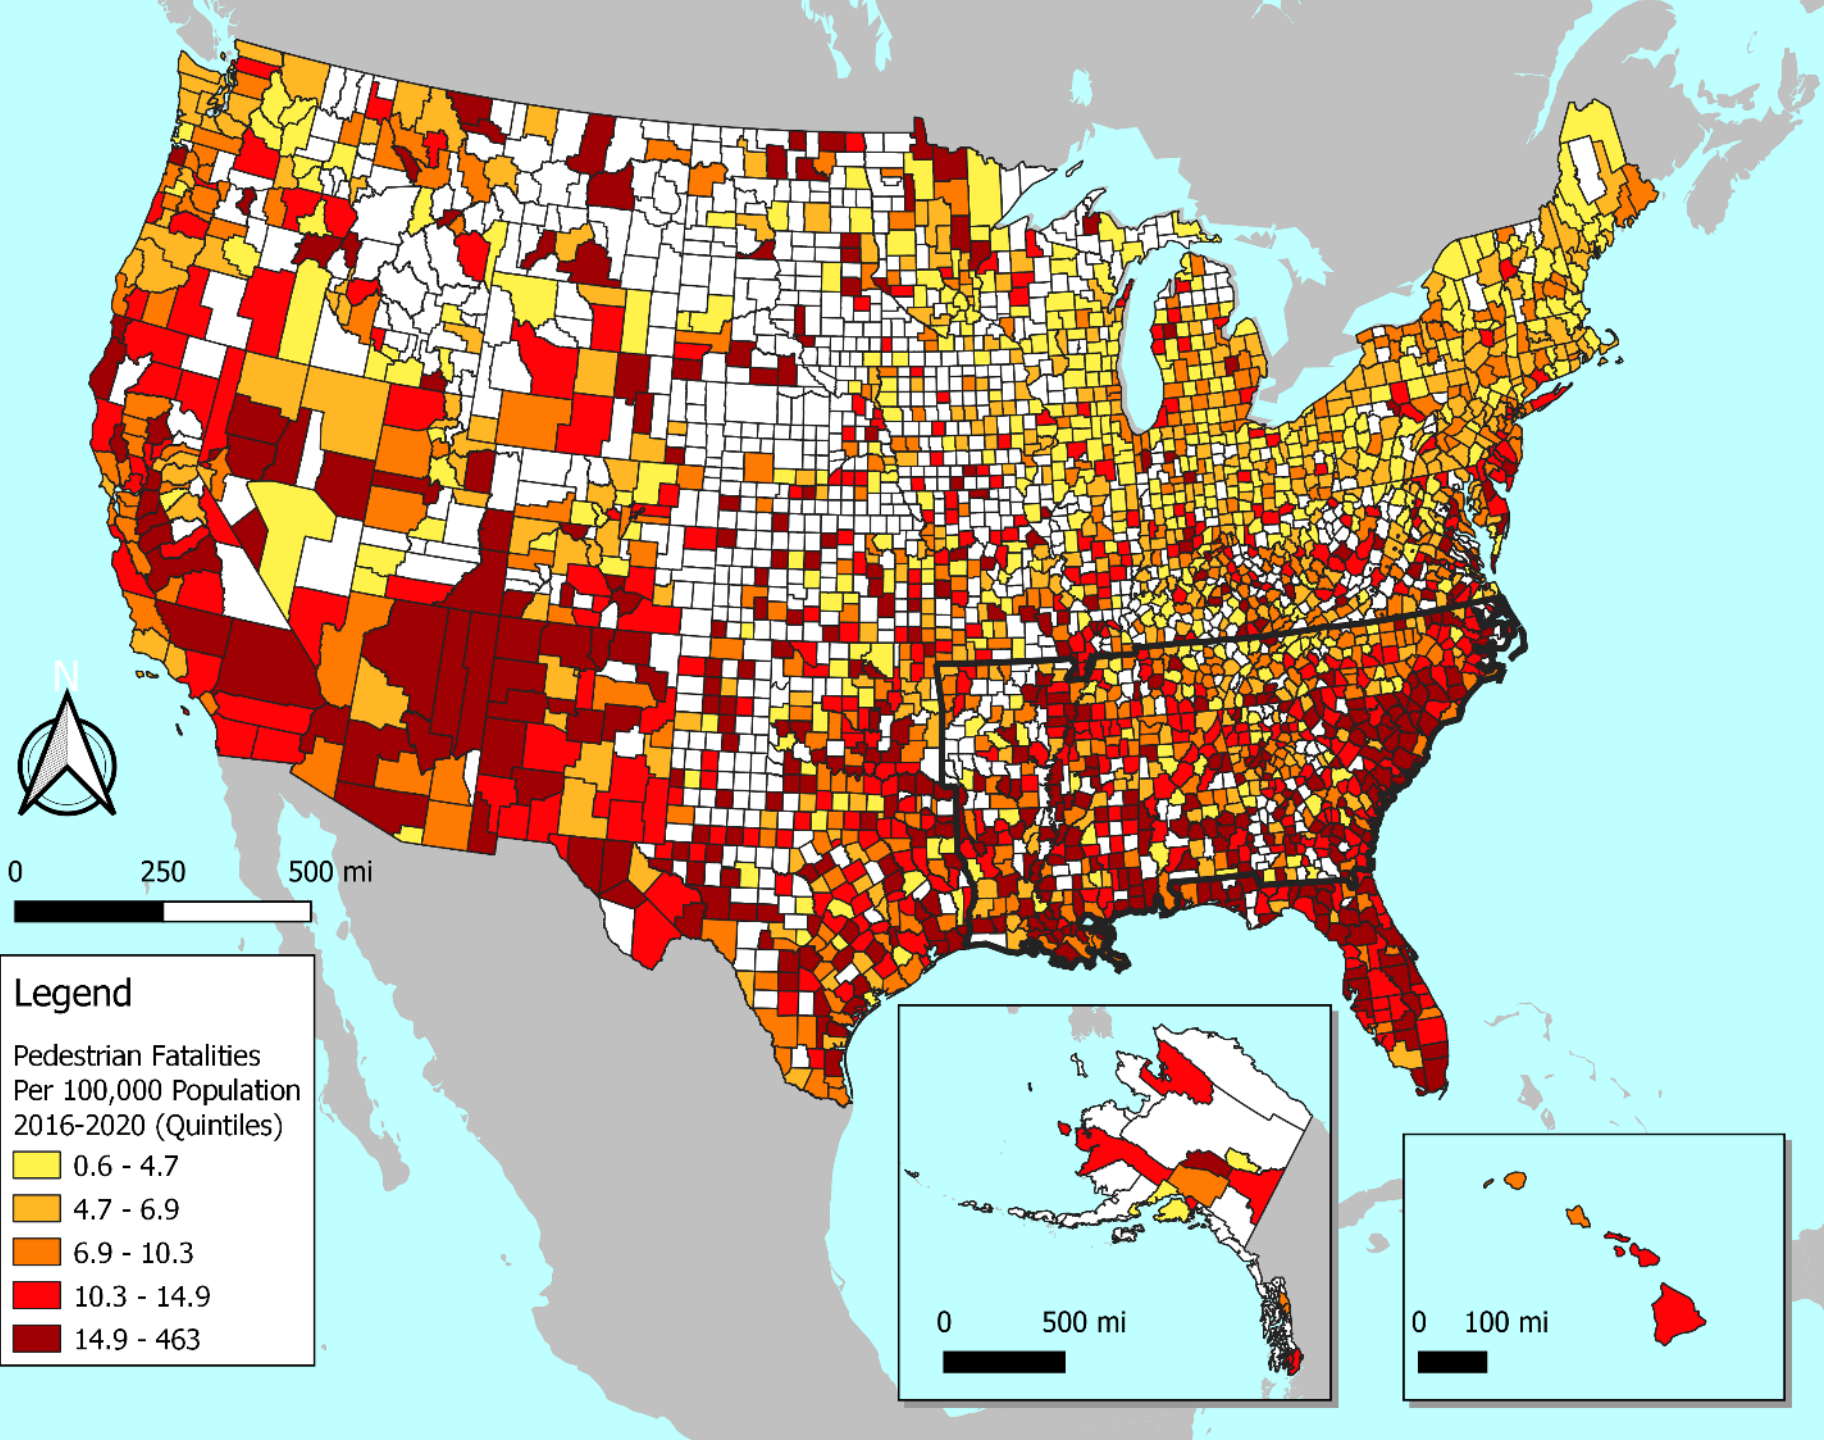 N
0 250 500 mi
Legend
Pedestrian Fatalities
Per 100,000 Population
2016-2020 (Quintiles)
0.6 - 4.7
4.7 - 6.9
6.9 - 10.3
10.3 - 14.9
14.9 - 463
0 500 mi
0 100 mi